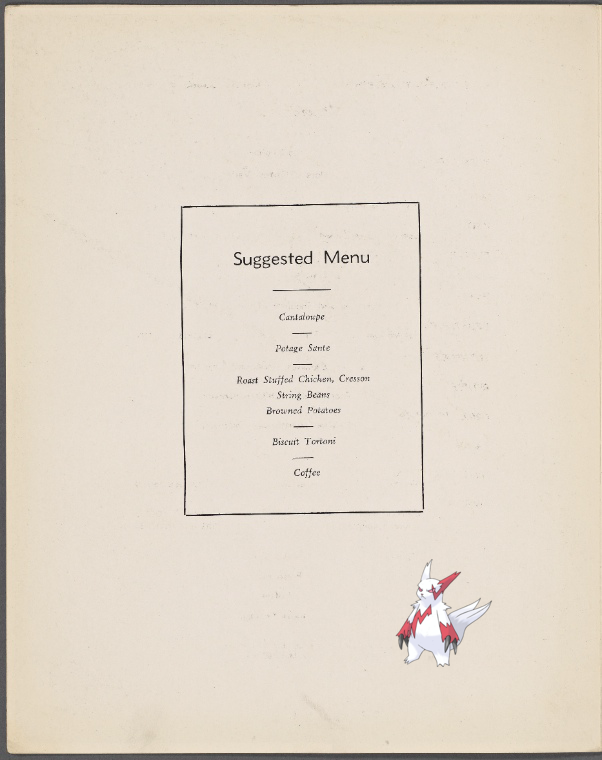 Suggested Menu
Cantaloupe
Potage Sante
Roast Stuffed Chicken, Cresson
String Beans
Browned Potatoes
Biscuit Tortoni
Coffee